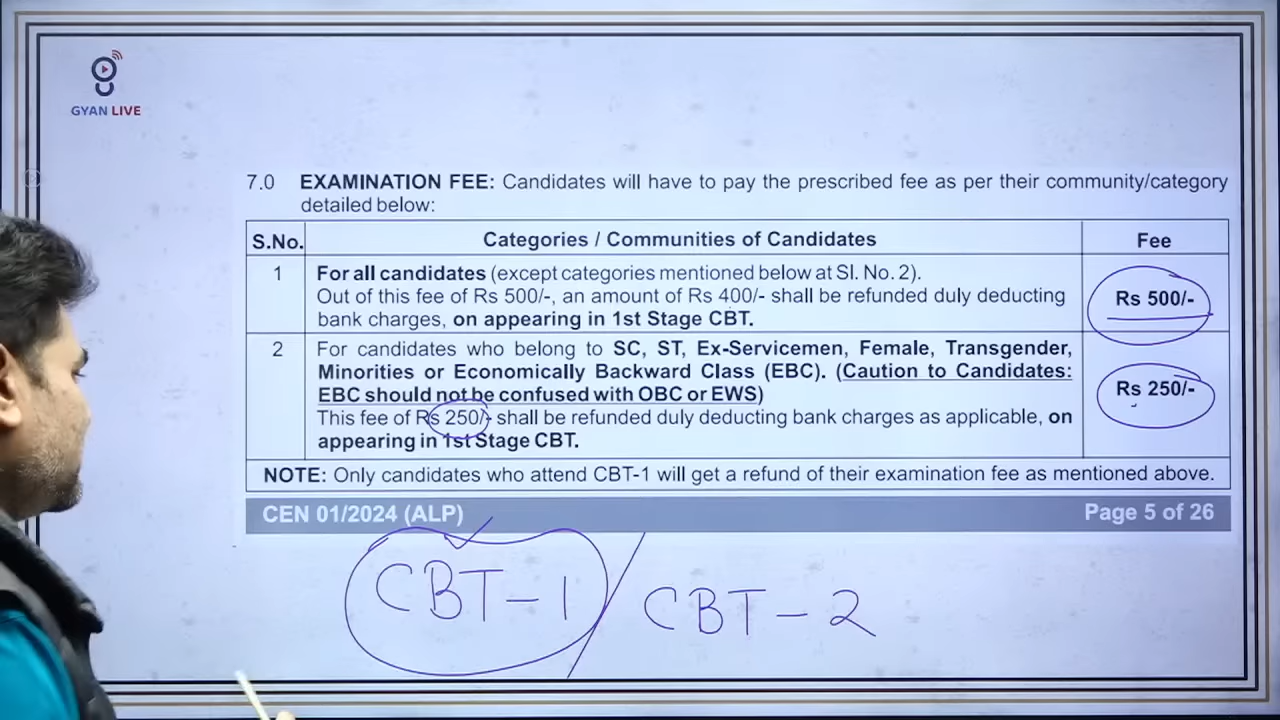 GYAN LIVE
7.0 EXAMINATION FEE: Candidates will have to pay the prescribed fee as per their community/category
detailed below:
S.No. Categories / Communities of Candidates Fee
1 For all candidates (except categories mentioned below at Sl. No. 2).
Out of this fee of Rs 500/-, an amount of Rs 400/- shall be refunded duly deducting
bank charges, on appearing in 1st Stage CBT.
Rs 500/-
2 For candidates who belong to SC, ST, Ex-Servicemen, Female, Transgender,
Minorities or Economically Backward Class (EBC). (Caution to Candidates:
EBC should not be confused with OBC or EWS)
This fee of Rs 250/- shall be refunded duly deducting bank charges as applicable, on
appearing in 1st Stage CBT.
Rs 250/-
NOTE: Only candidates who attend CBT-1 will get a refund of their examination fee as mentioned above.
CEN 01/2024 (ALP) Page 5 of 26
CBT-1 / CBT-2